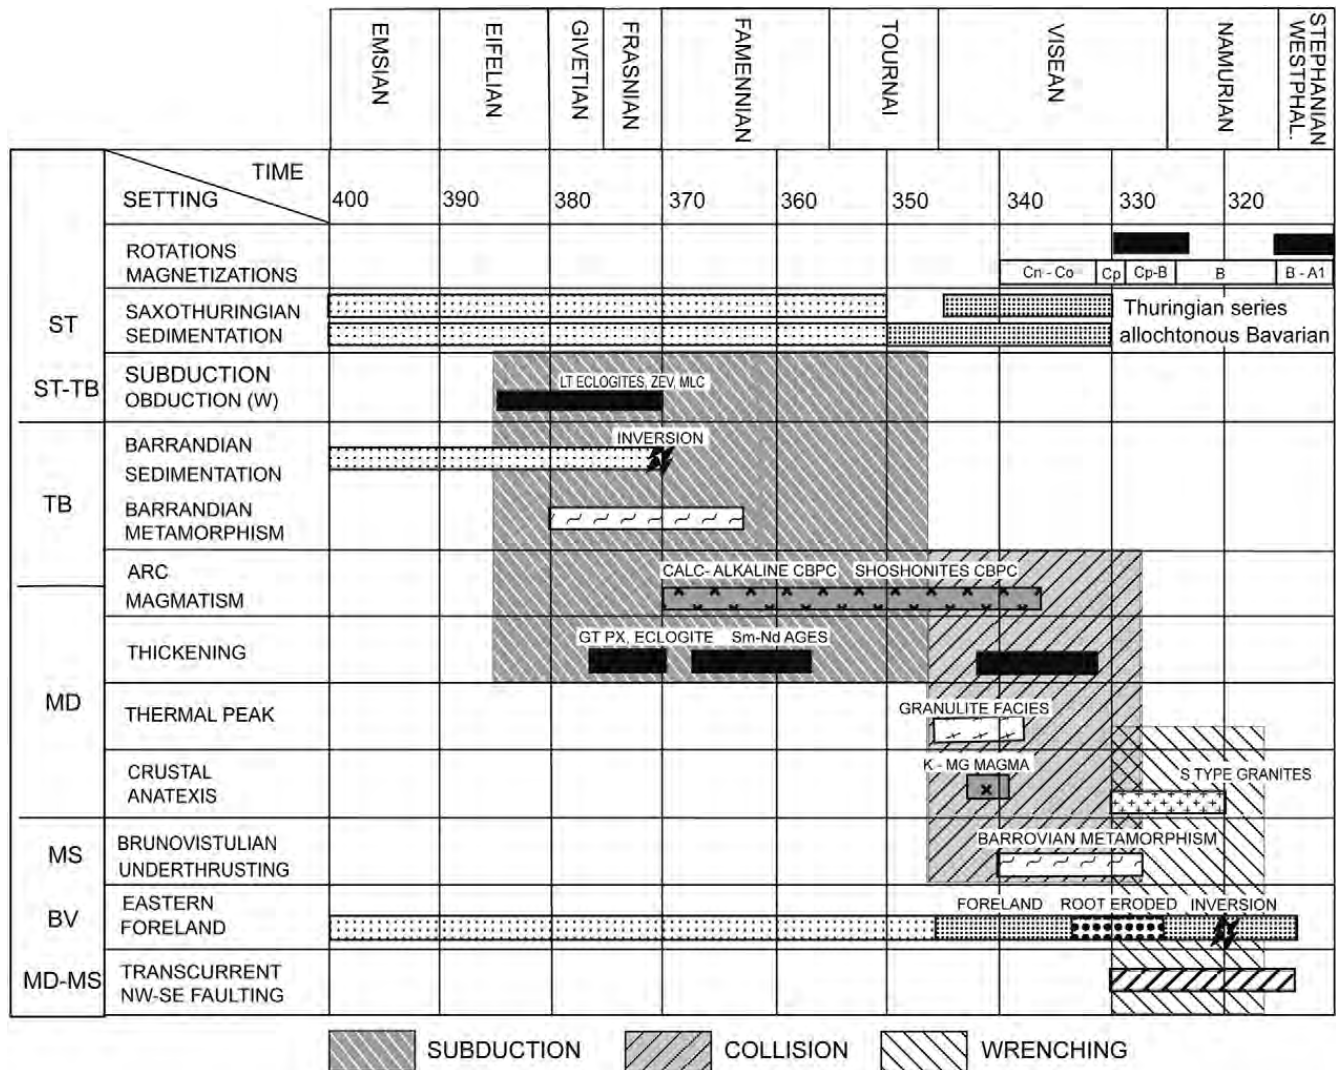 EMSIAN
EIFELIAN
GIVETIAN
FRASNIAN
FAMENNIAN
TOURNAI
VISEAN
NAMURIAN
STEPHANIAN
WESTPHAL.
TIME
SETTING
400 390 380 370 360 350 340 330 320
ST
ROTATIONS
MAGNETIZATIONS
Cn - Co Cp Cp-B B B - A1
SAXOTHURINGIAN
SEDIMENTATION
Thuringian series
allochtonous Bavarian
ST-TB
SUBDUCTION
OBDUCTION (W)
LT ECLOGITES, ZEV, MLC
TB
BARRANDIAN
SEDIMENTATION
INVERSION
BARRANDIAN
METAMORPHISM
ARC
MAGMATISM
CALC- ALKALINE CBPC SHOSHONITES CBPC
MD
THICKENING
GT PX, ECLOGITE Sm-Nd AGES
THERMAL PEAK
GRANULITE FACIES
CRUSTAL
ANATEXIS
K - MG MAGMA
S TYPE GRANITES
MS
BRUNOVISTULIAN
UNDERTHRUSTING
BARROVIAN METAMORPHISM
BV
EASTERN
FORELAND
FORELAND ROOT ERODED INVERSION
MD-MS
TRANSCURRENT
NW-SE FAULTING
SUBDUCTION COLLISION WRENCHING